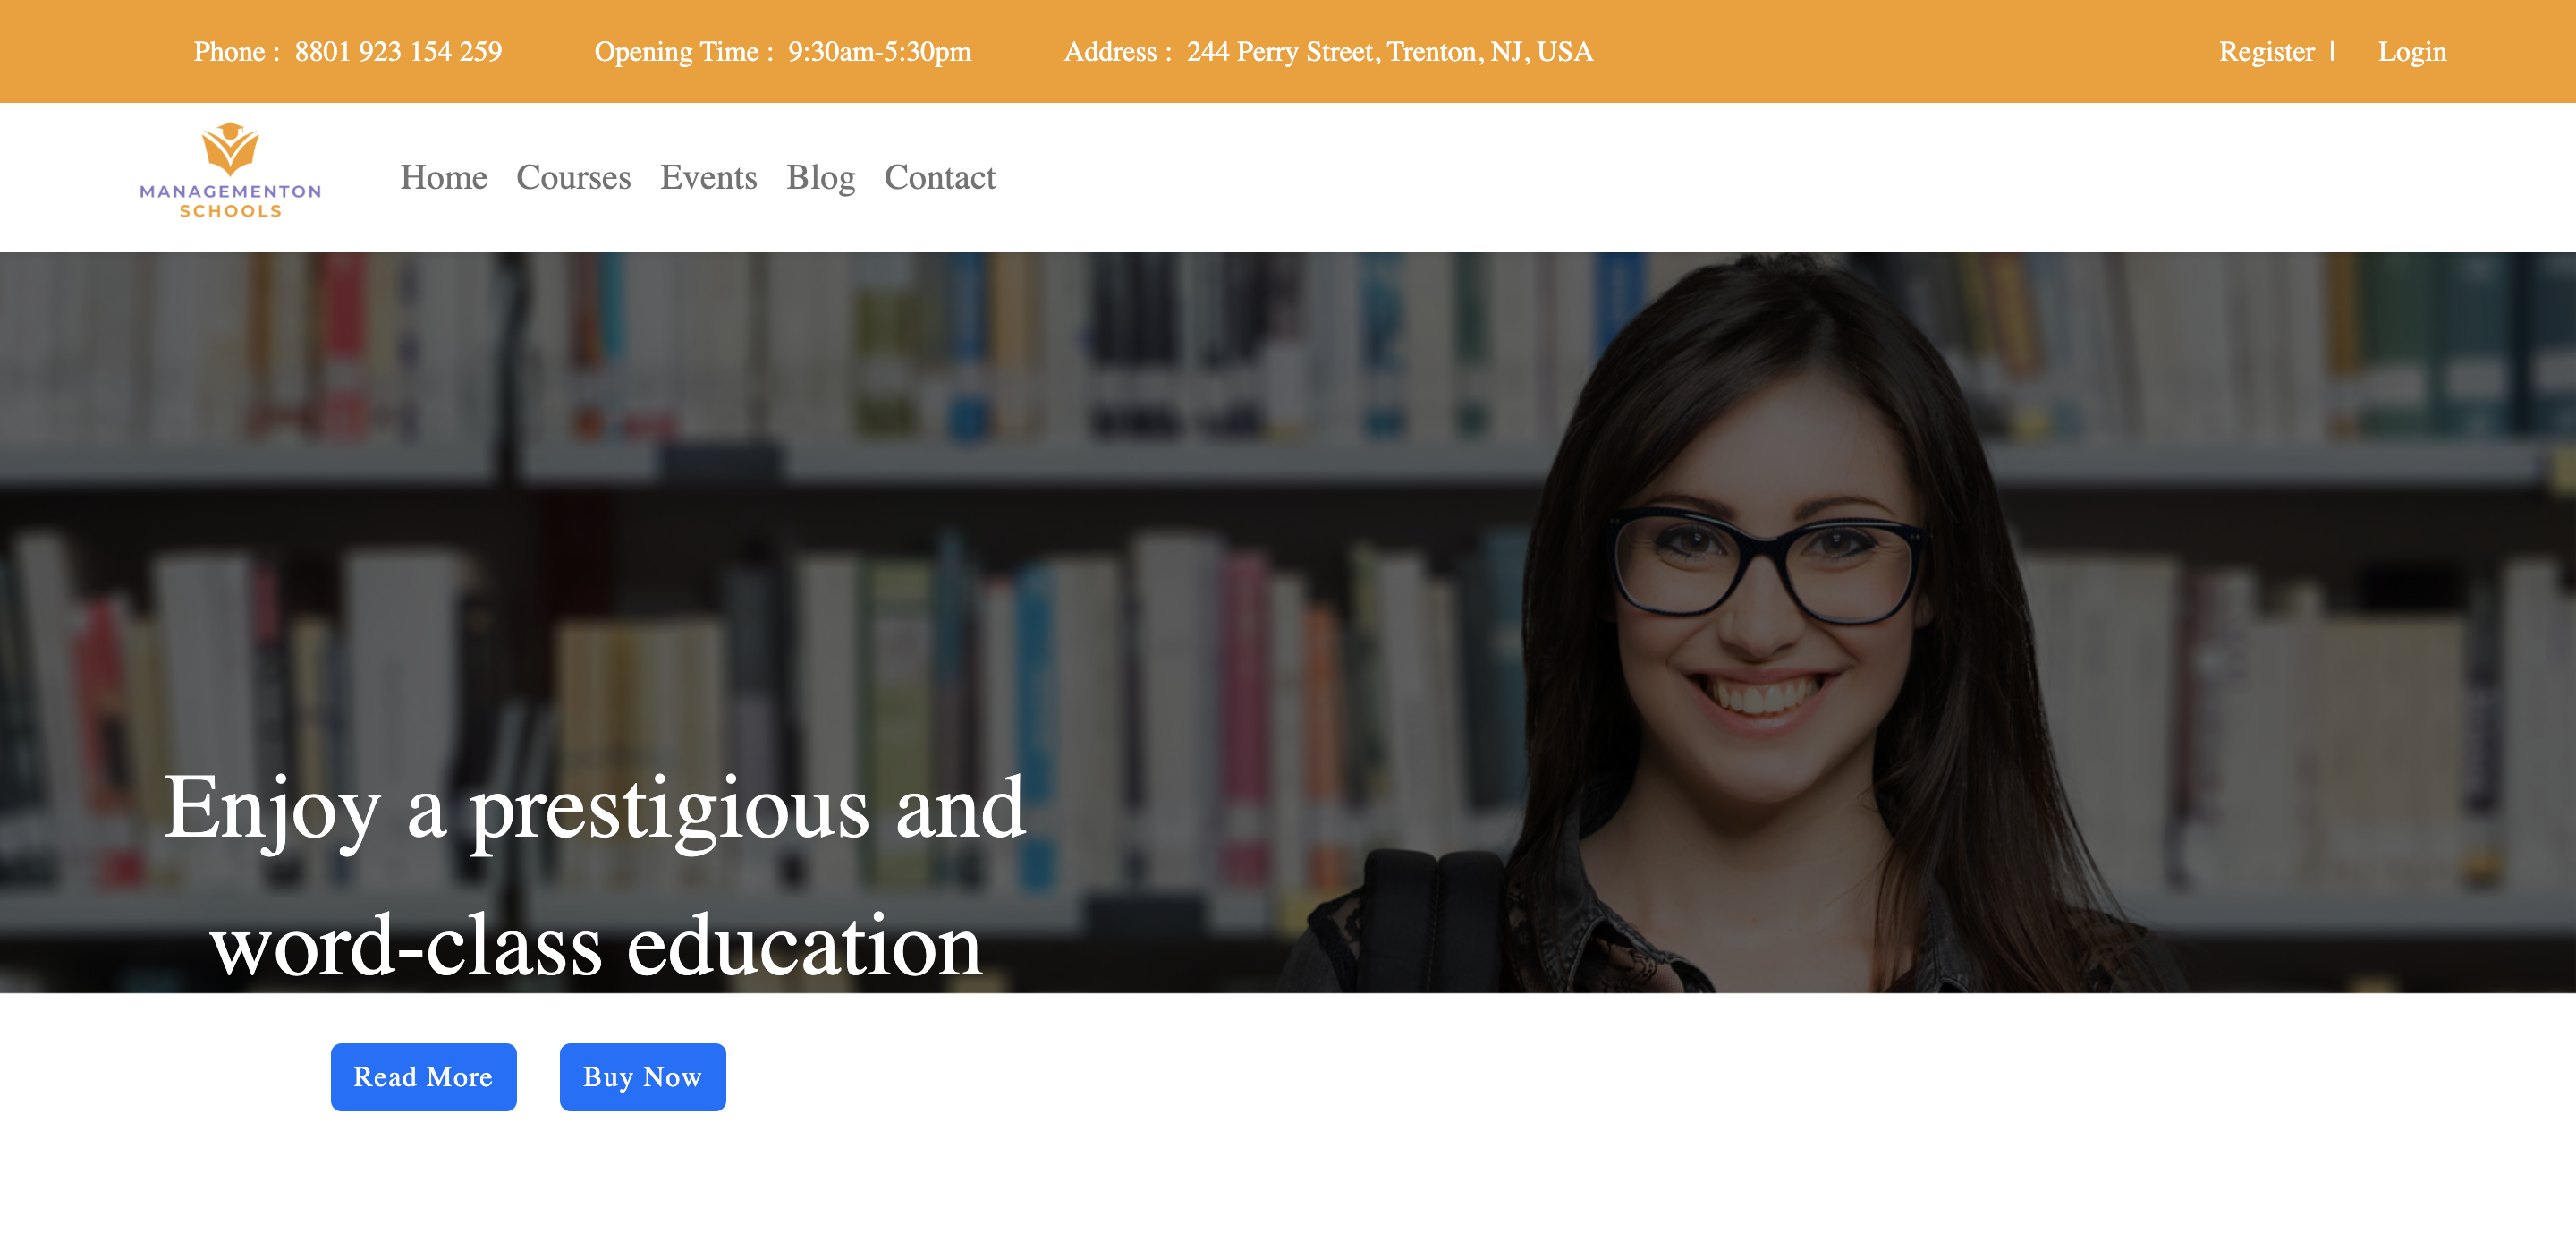 Phone : 8801 923 154 259 Opening Time : 9:30am-5:30pm Address : 244 Perry Street, Trenton, NJ, USA Register | Login
MANAGEMENTON
SCHOOLS
Home Courses Events Blog Contact
Enjoy a prestigious and
word-class education
Read More Buy Now